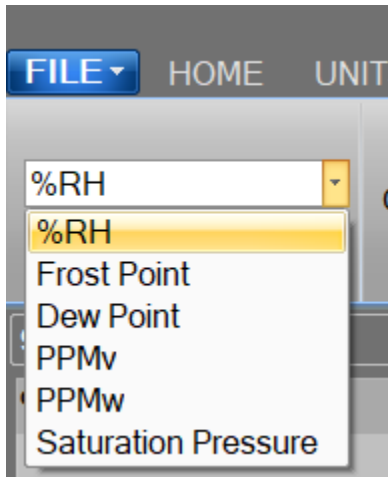 FILE HOME UNIT
%RH
%RH
Frost Point
Dew Point
PPMv
PPMw
Saturation Pressure